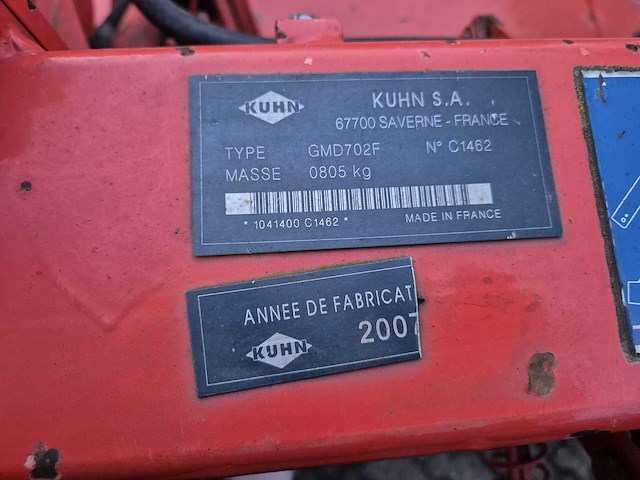 KUHN
KUHN S.A.
67700 SAVERNE - FRANCE
TYPE GMD702F N° C1462
MASSE 0805 kg
* 1041400 C1462 * MADE IN FRANCE
ANNEE DE FABRICAT
KUHN 2007